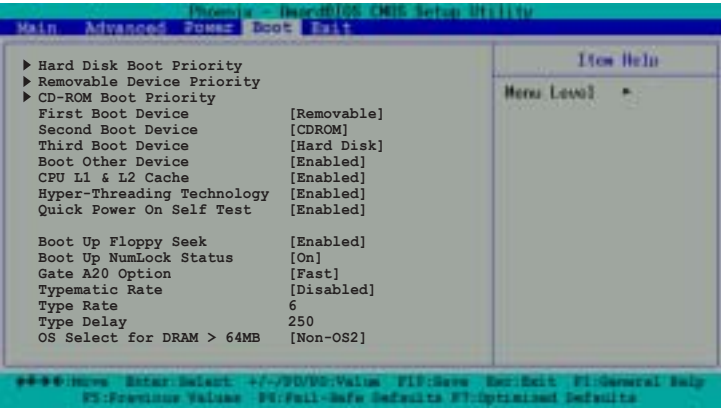 Phoenix - AwardBIOS CMOS Setup Utility
Main Advanced Power Boot Exit
▶ Hard Disk Boot Priority
▶ Removable Device Priority
▶ CD-ROM Boot Priority
First Boot Device [Removable]
Second Boot Device [CDROM]
Third Boot Device [Hard Disk]
Boot Other Device [Enabled]
CPU L1 & L2 Cache [Enabled]
Hyper-Threading Technology [Enabled]
Quick Power On Self Test [Enabled]
Boot Up Floppy Seek [Enabled]
Boot Up NumLock Status [On]
Gate A20 Option [Fast]
Typematic Rate [Disabled]
Type Rate 6
Type Delay 250
OS Select for DRAM > 64MB [Non-OS2]
Item Help
Menu Level ▶
:Move Enter:Select +/-/PU/PD:Value F10:Save Esc:Exit F1:General Help
F5:Previous Values F6:Fail-Safe Defaults F7:Optimized Defaults